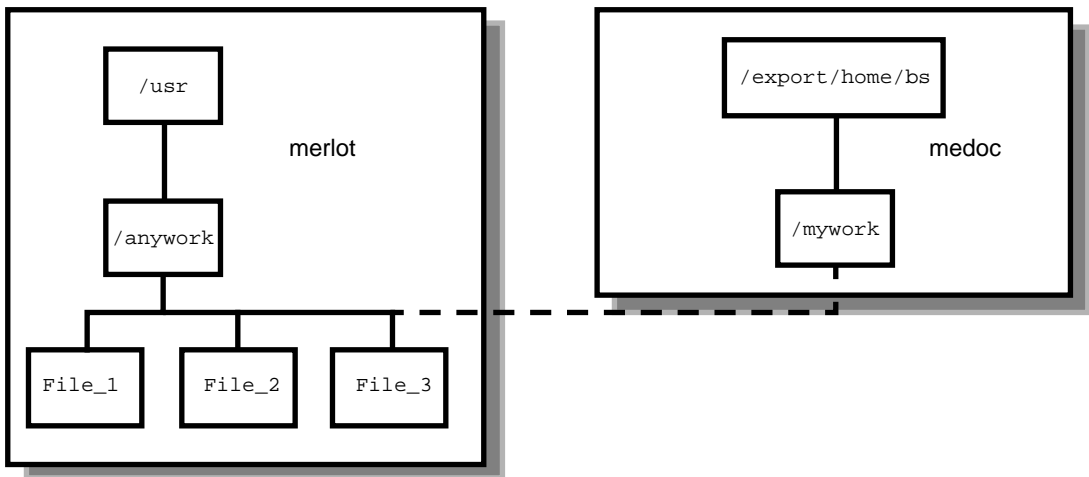 /usr
merlot
/anywork
File_1
File_2
File_3
/export/home/bs
medoc
/mywork